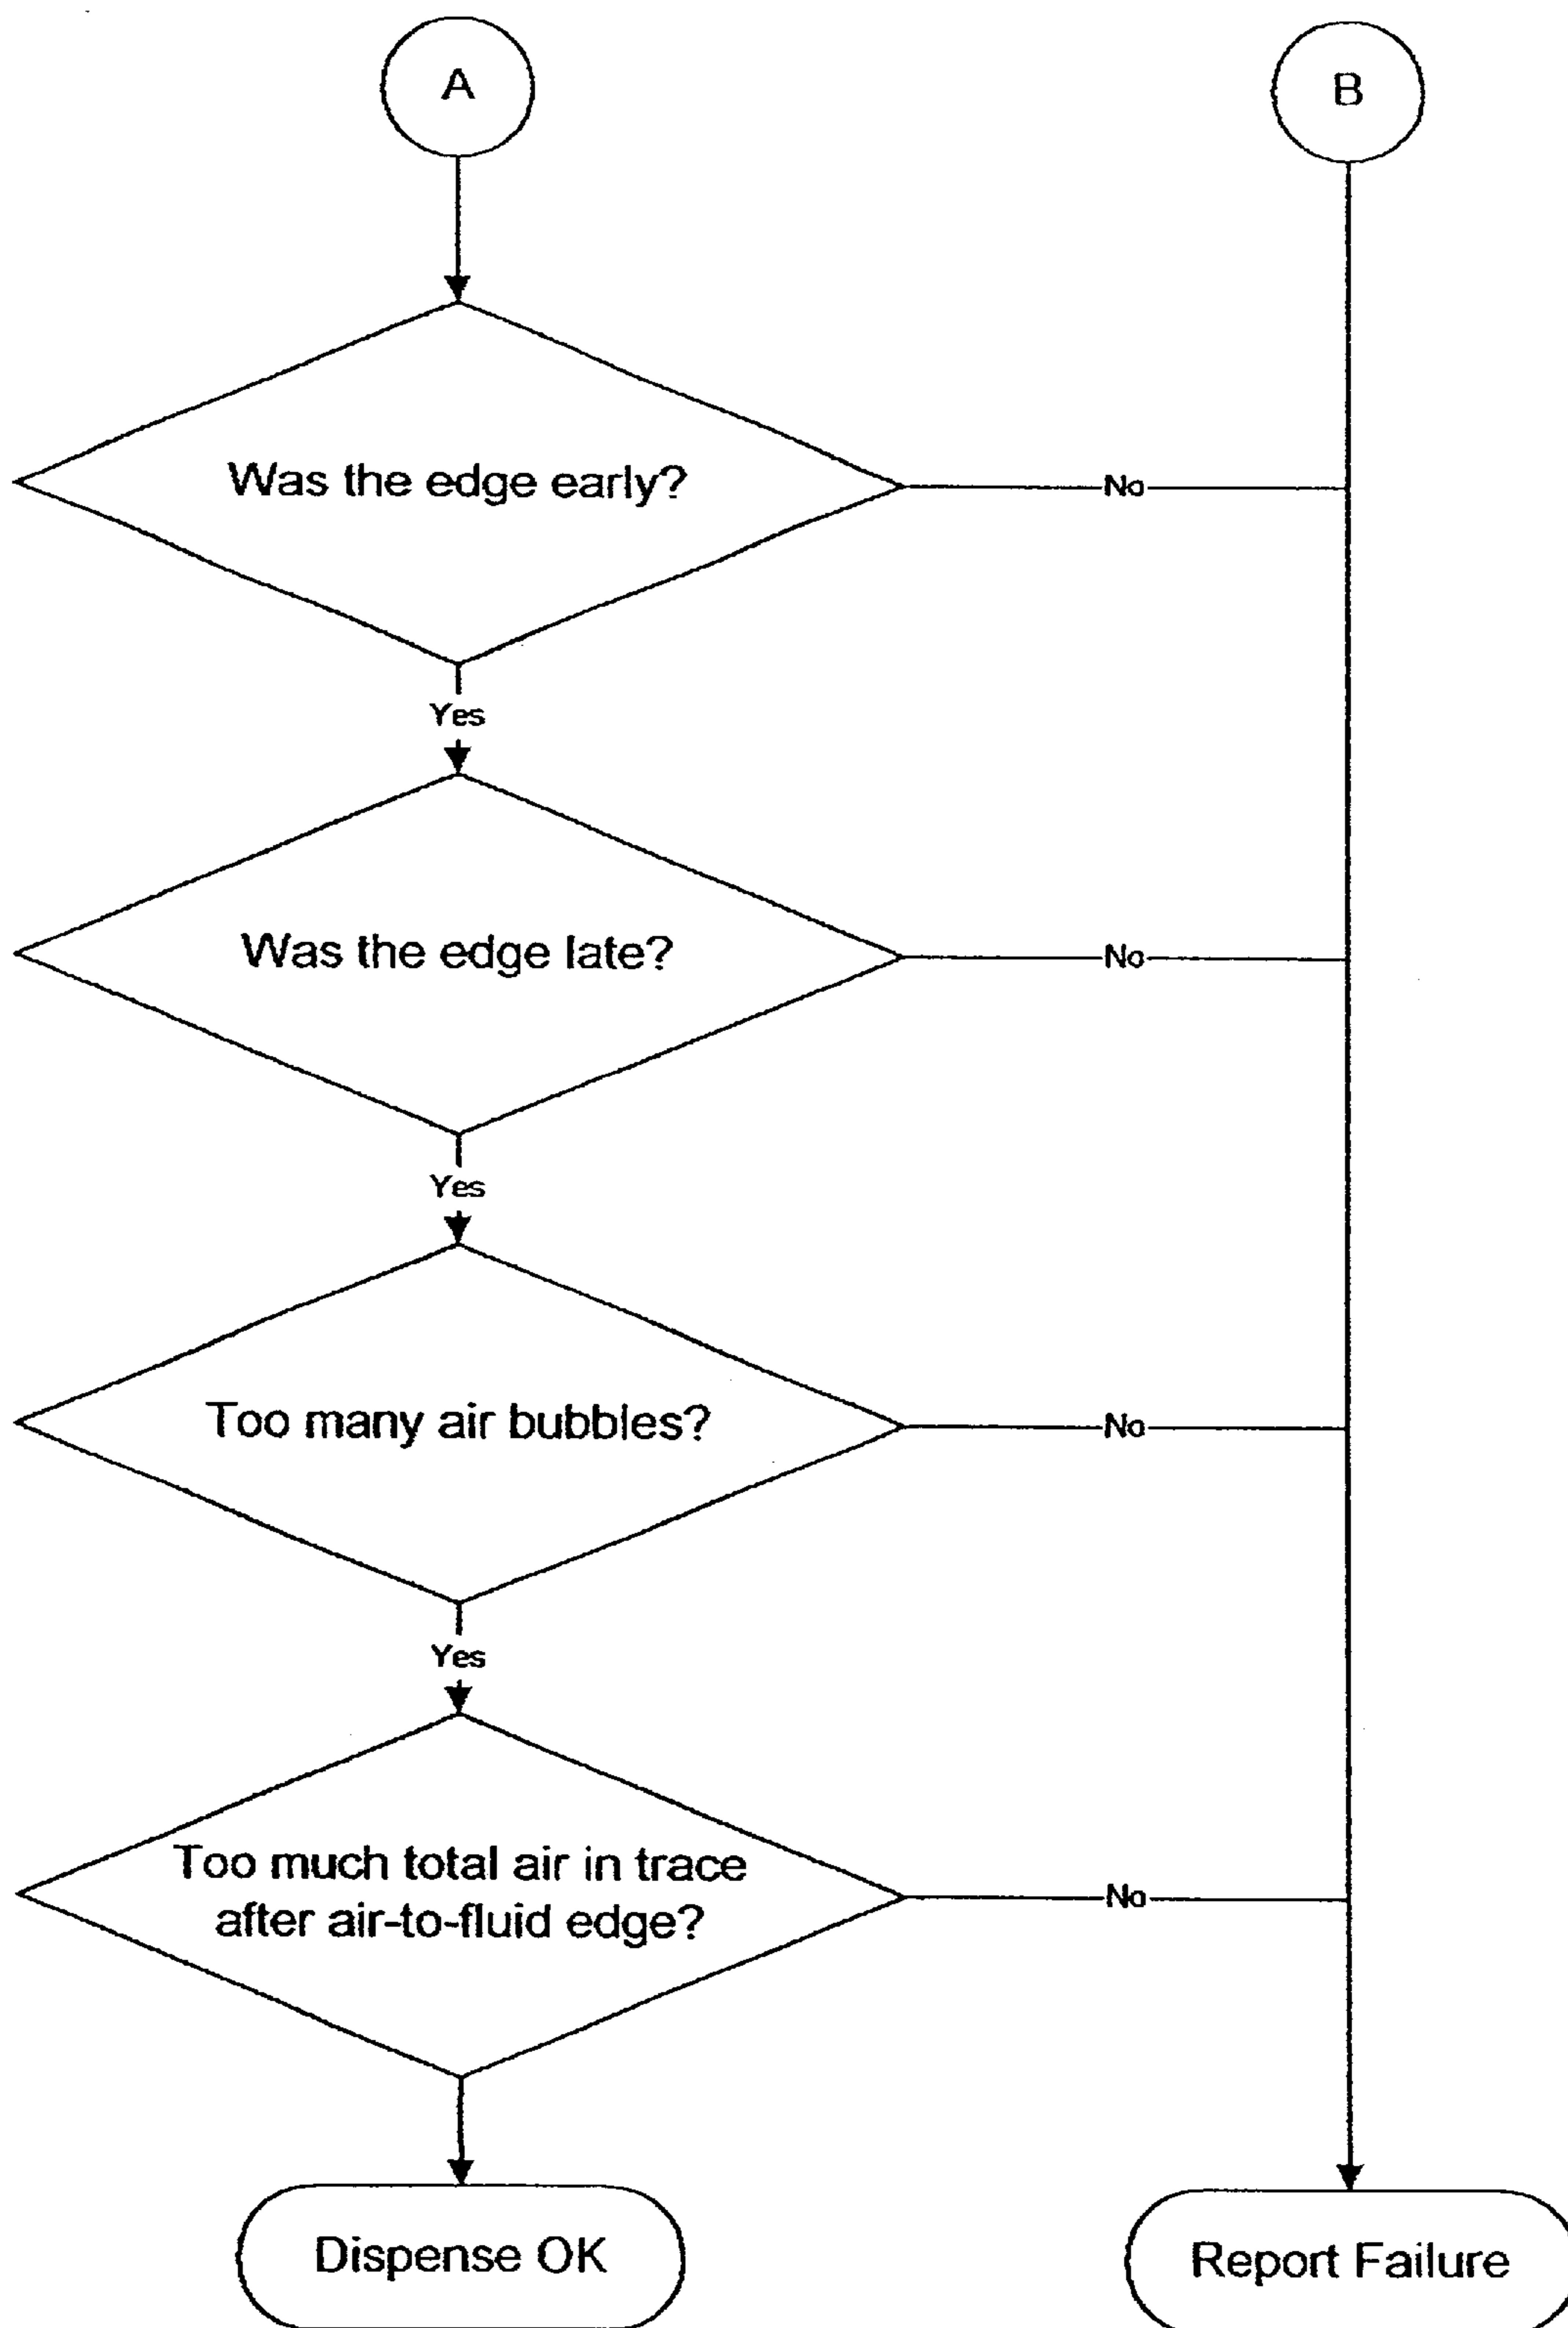 A
B
Was the edge early?
No
Yes
Was the edge late?
No
Yes
Too many air bubbles?
No
Yes
Too much total air in trace
after air-to-fluid edge?
No
Dispense OK
Report Failure